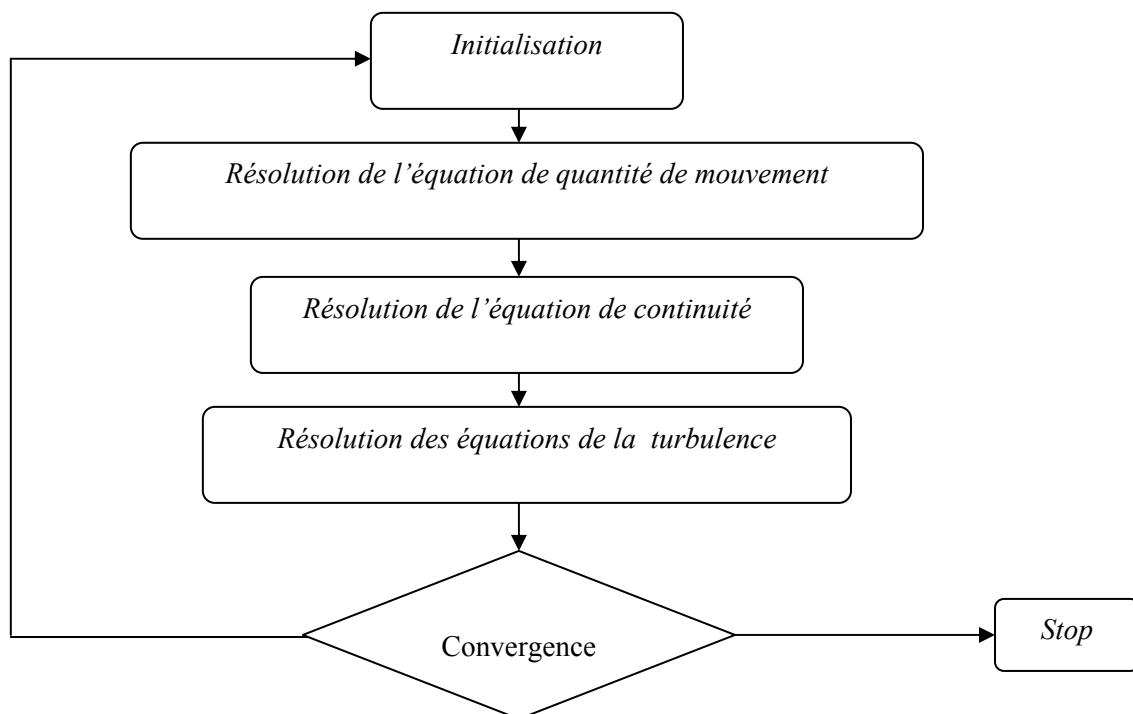 Initialisation
Résolution de l’équation de quantité de mouvement
Résolution de l’équation de continuité
Résolution des équations de la turbulence
Convergence
Stop